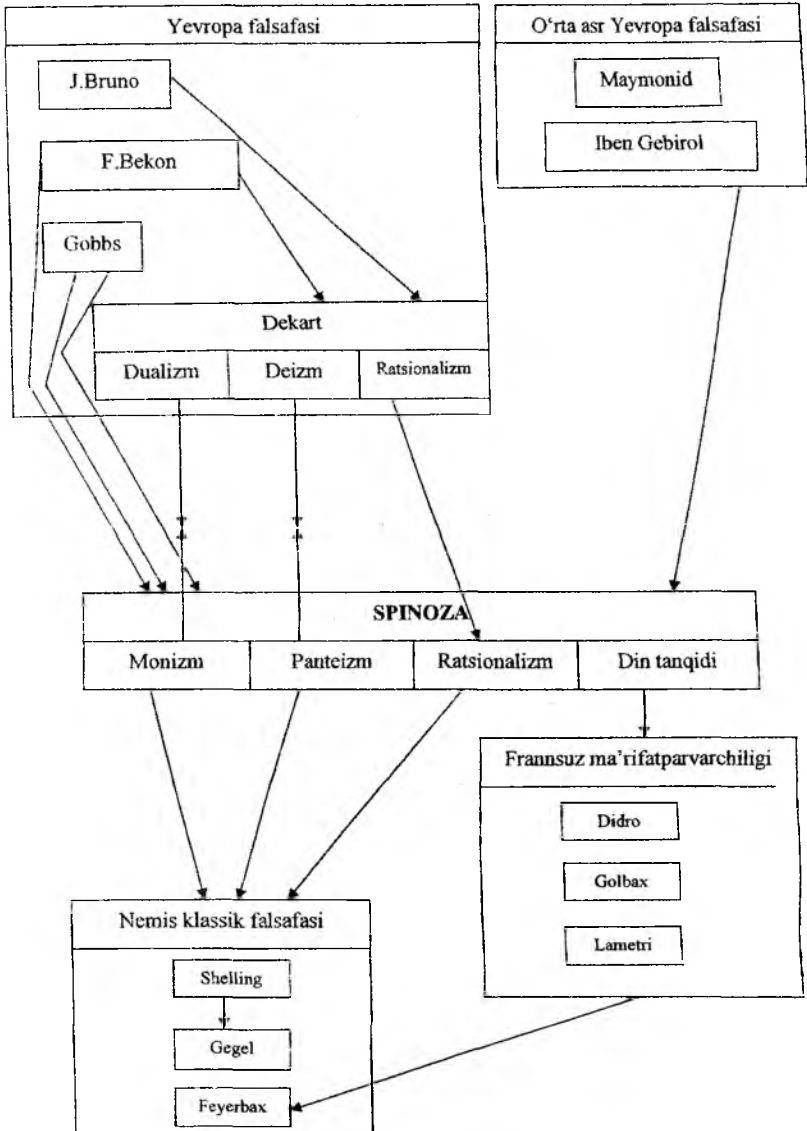 Yevropa falsafasi
J.Bruno
F.Bekon
Gobbs
Dekart
Dualizm
Deizm
Ratsionalizm
O‘rta asr Yevropa falsafasi
Maymonid
Iben Gebirol
SPINOZA
Monizm
Panteizm
Ratsionalizm
Din tanqidi
Frannsuz ma’rifatparvarchiligi
Didro
Golbax
Lametri
Nemis klassik falsafasi
Shelling
Gegel
Feyerbax